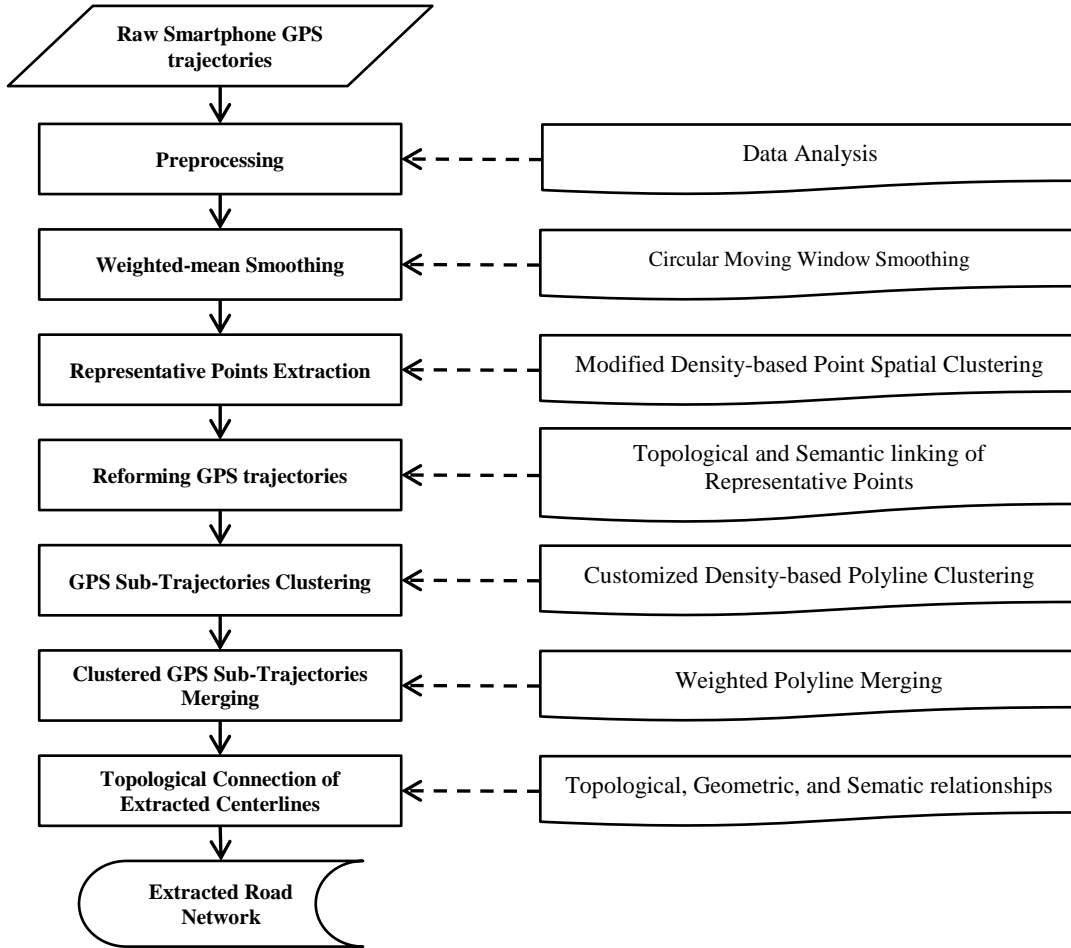 Raw Smartphone GPS
trajectories
Preprocessing
Data Analysis
Weighted-mean Smoothing
Circular Moving Window Smoothing
Representative Points Extraction
Modified Density-based Point Spatial Clustering
Reforming GPS trajectories
Topological and Semantic linking of
Representative Points
GPS Sub-Trajectories Clustering
Customized Density-based Polyline Clustering
Clustered GPS Sub-Trajectories
Merging
Weighted Polyline Merging
Topological Connection of
Extracted Centerlines
Topological, Geometric, and Sematic relationships
Extracted Road
Network